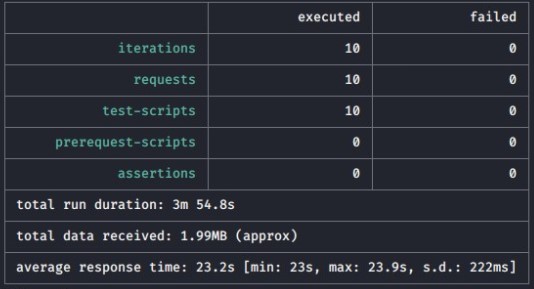 executed failed
iterations 10 0
requests 10 0
test-scripts 10 0
prerequest-scripts 0 0
assertions 0 0
total run duration: 3m 54.8s
total data received: 1.99MB (approx)
average response time: 23.2s [min: 23s, max: 23.9s, s.d.: 222ms]